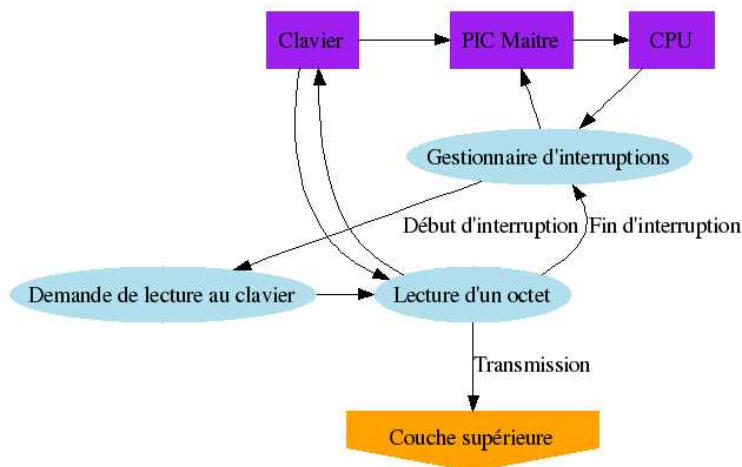 Clavier
PIC Maitre
CPU
Gestionnaire d'interruptions
Début d'interruption
Fin d'interruption
Demande de lecture au clavier
Lecture d'un octet
Transmission
Couche supérieure